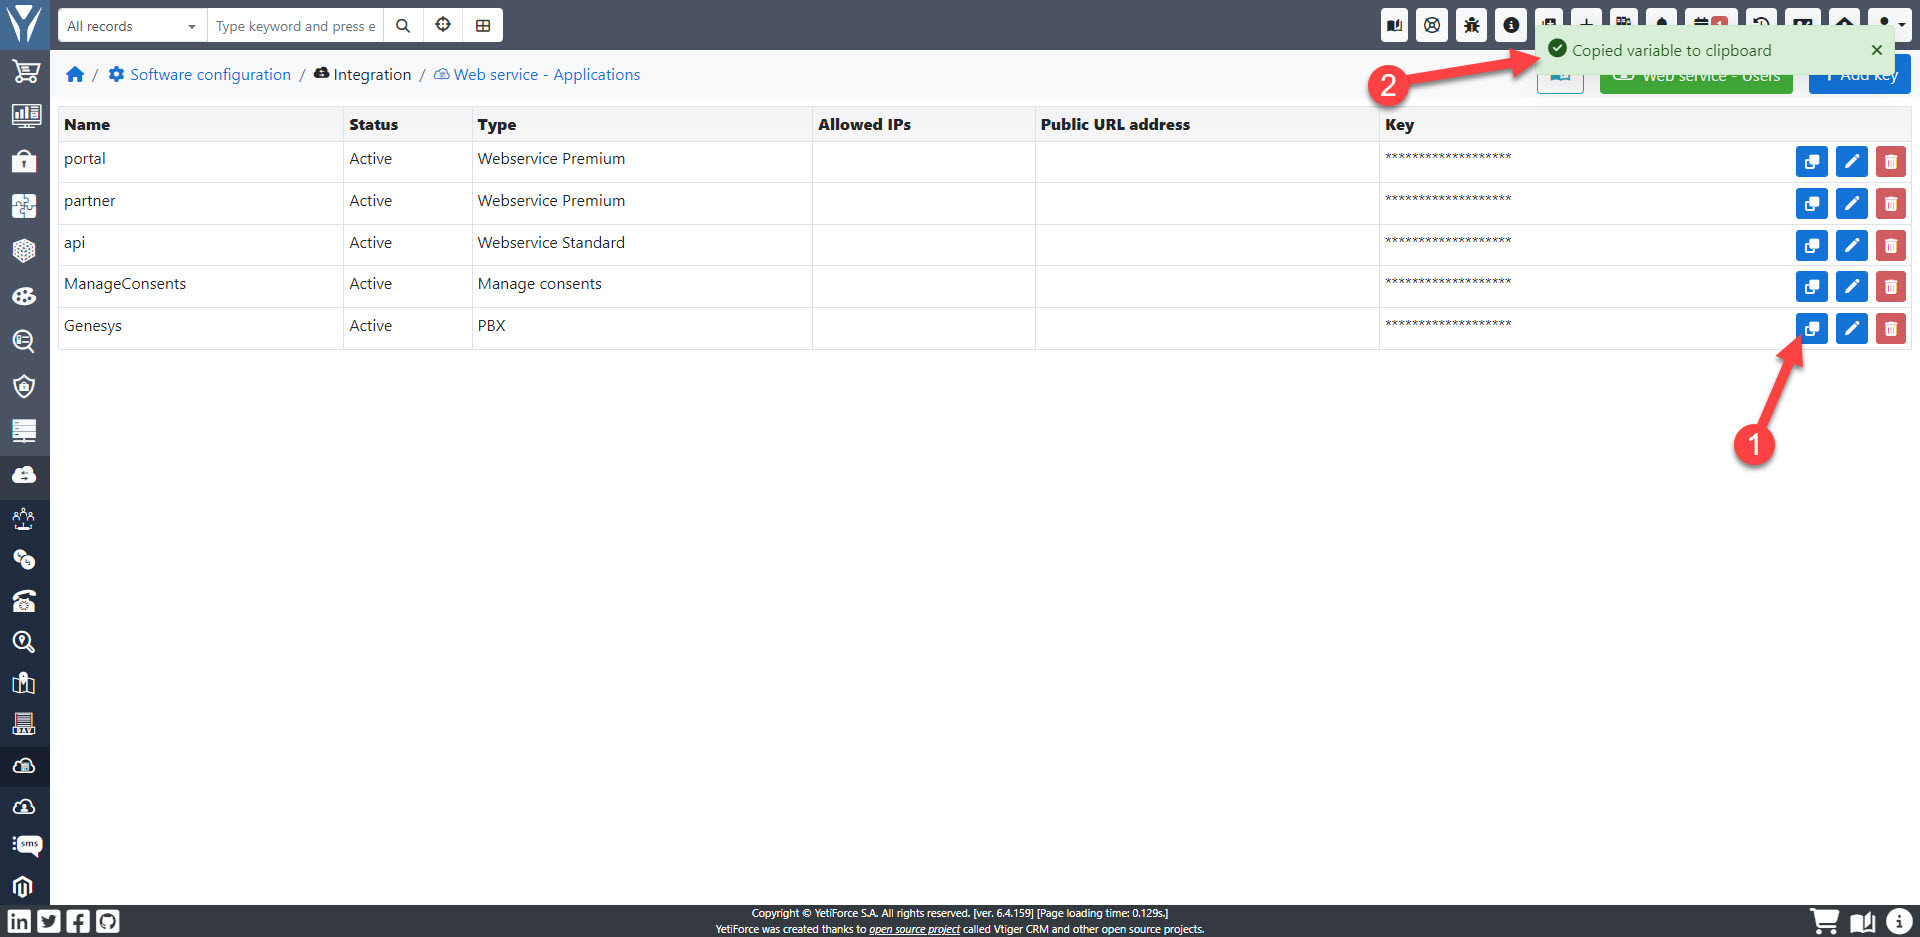 All records
Type keyword and press e
1
Copied variable to clipboard
×
2
/ Software configuration / Integration / Web service - Applications
Web service - Users
Add key
Name Status Type Allowed IPs Public URL address Key
portal Active Webservice Premium *******************
partner Active Webservice Premium *******************
api Active Webservice Standard *******************
ManageConsents Active Manage consents *******************
Genesys Active PBX *******************
1
DAV
sms
Copyright © YetiForce S.A. All rights reserved. [ver. 6.4.159] [Page loading time: 0.129s.]
YetiForce was created thanks to open source project called Vtiger CRM and other open source projects.